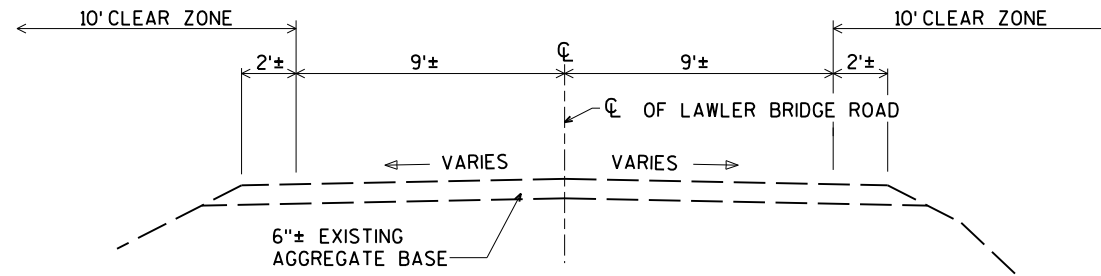 10' CLEAR ZONE
10' CLEAR ZONE
℄
2'±
9'±
9'±
2'±
℄ OF LAWLER BRIDGE ROAD
VARIES
VARIES
6"± EXISTING
AGGREGATE BASE